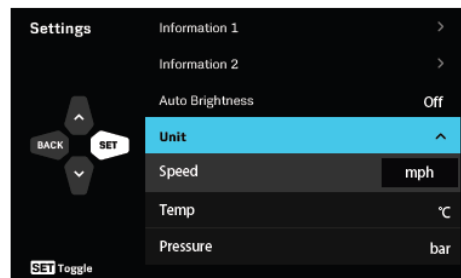 Settings
Information 1
Information 2
Auto Brightness Off
BACK SET
Unit
Speed mph
Temp ℃
Pressure bar
SET Toggle